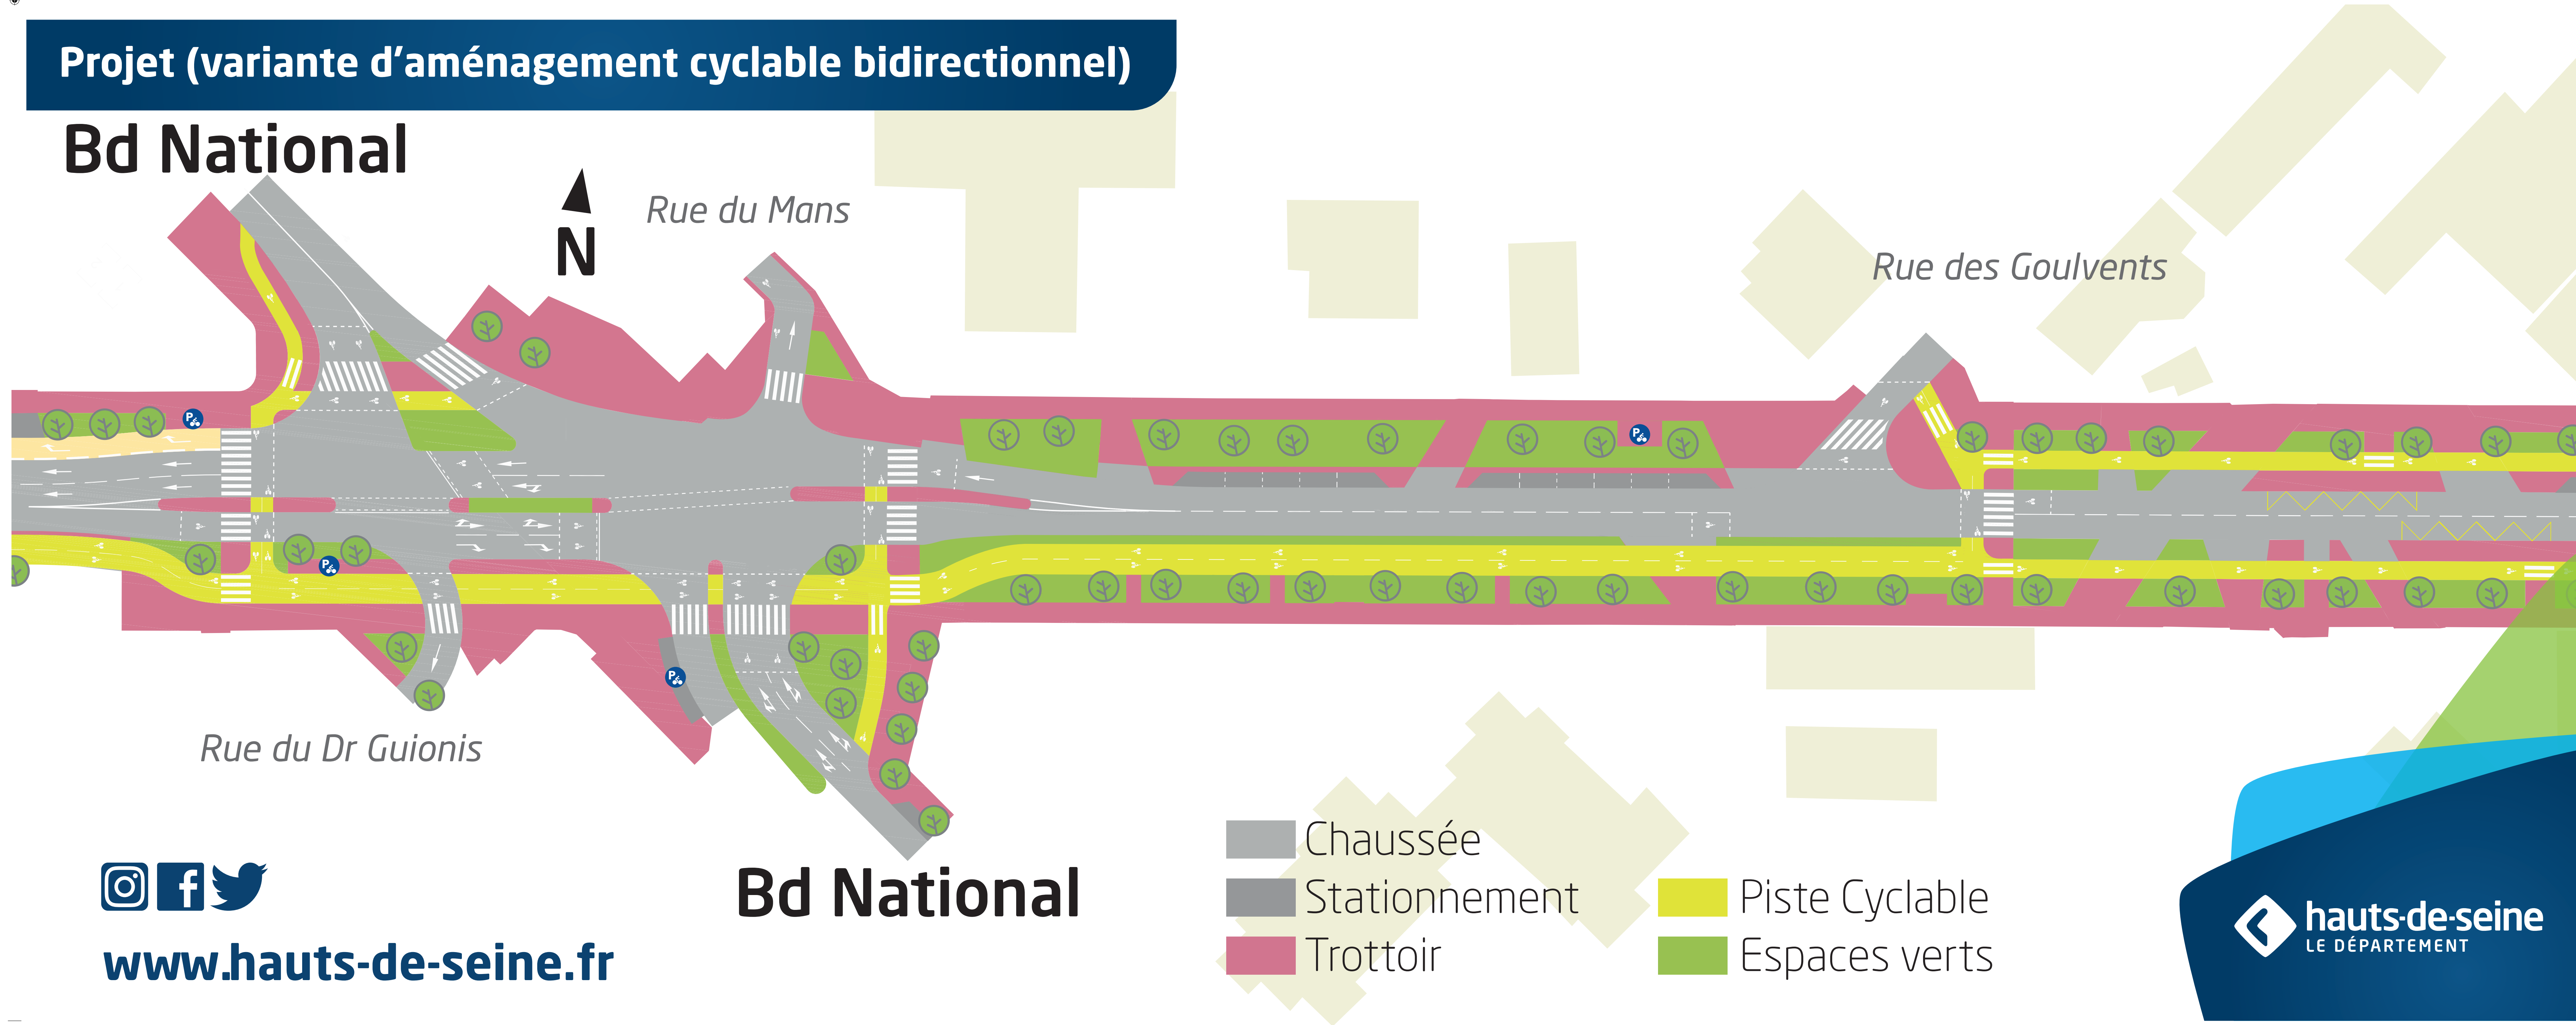 Projet (variante d'aménagement cyclable bidirectionnel)
Bd National
N
Rue du Mans
Rue des Goulvents
P
P
P
P
Rue du Dr Guionis
Bd National
www.hauts-de-seine.fr
Chaussée
Stationnement
Trottoir
Piste Cyclable
Espaces verts
hauts-de-seine
LE DÉPARTEMENT